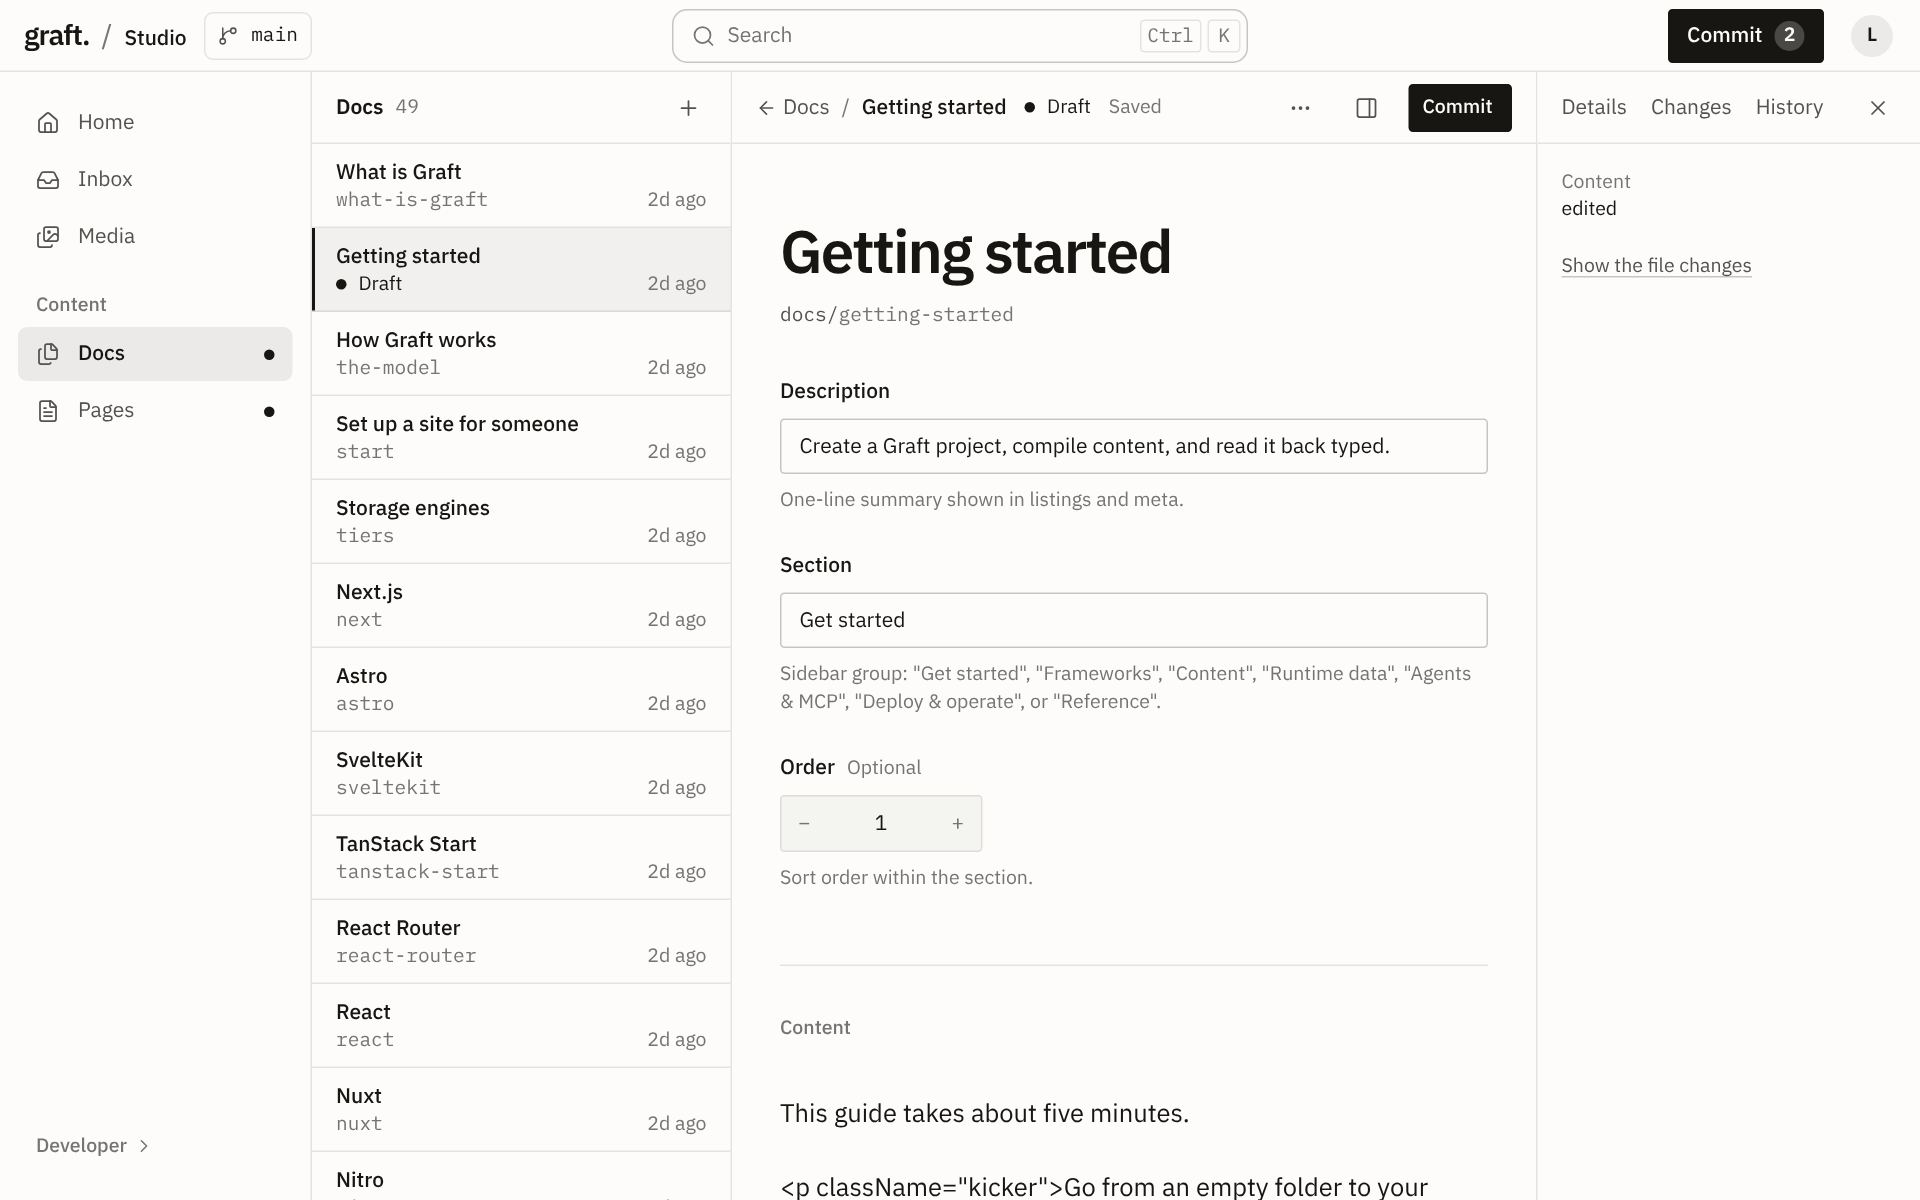 graft. / Studio main
Search Ctrl K
Commit 2
L
Home
Inbox
Media
Content
Docs
Pages
Developer
Docs 49
What is Graft
what-is-graft 2d ago
Getting started
Draft 2d ago
How Graft works
the-model 2d ago
Set up a site for someone
start 2d ago
Storage engines
tiers 2d ago
Next.js
next 2d ago
Astro
astro 2d ago
SvelteKit
sveltekit 2d ago
TanStack Start
tanstack-start 2d ago
React Router
react-router 2d ago
React
react 2d ago
Nuxt
nuxt 2d ago
Nitro
Docs / Getting started Draft Saved
Commit
Getting started
docs/getting-started
Description
Create a Graft project, compile content, and read it back typed.
One-line summary shown in listings and meta.
Section
Get started
Sidebar group: "Get started", "Frameworks", "Content", "Runtime data", "Agents
& MCP", "Deploy & operate", or "Reference".
Order Optional
− 1 +
Sort order within the section.
Content
This guide takes about five minutes.
<p className="kicker">Go from an empty folder to your
Details Changes History
Content
edited
Show the file changes